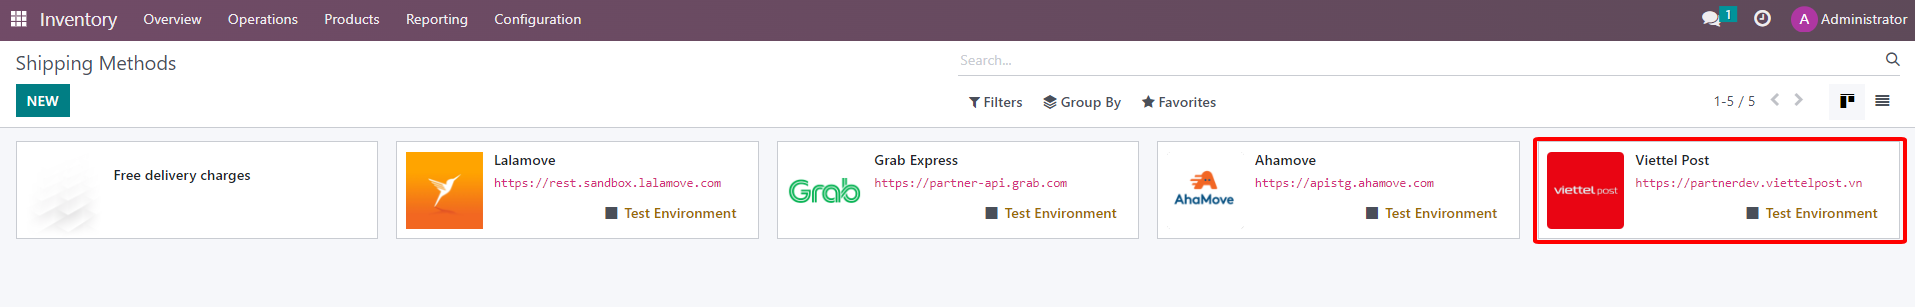 Inventory Overview Operations Products Reporting Configuration 1 A Administrator
Shipping Methods Search...
NEW Filters Group By Favorites 1-5 / 5
Free delivery charges
Lalamove
https://rest.sandbox.lalamove.com
Test Environment
Grab
Grab Express
https://partner-api.grab.com
Test Environment
AhaMove
Ahamove
https://apistg.ahamove.com
Test Environment
viettel post
Viettel Post
https://partnerdev.viettelpost.vn
Test Environment